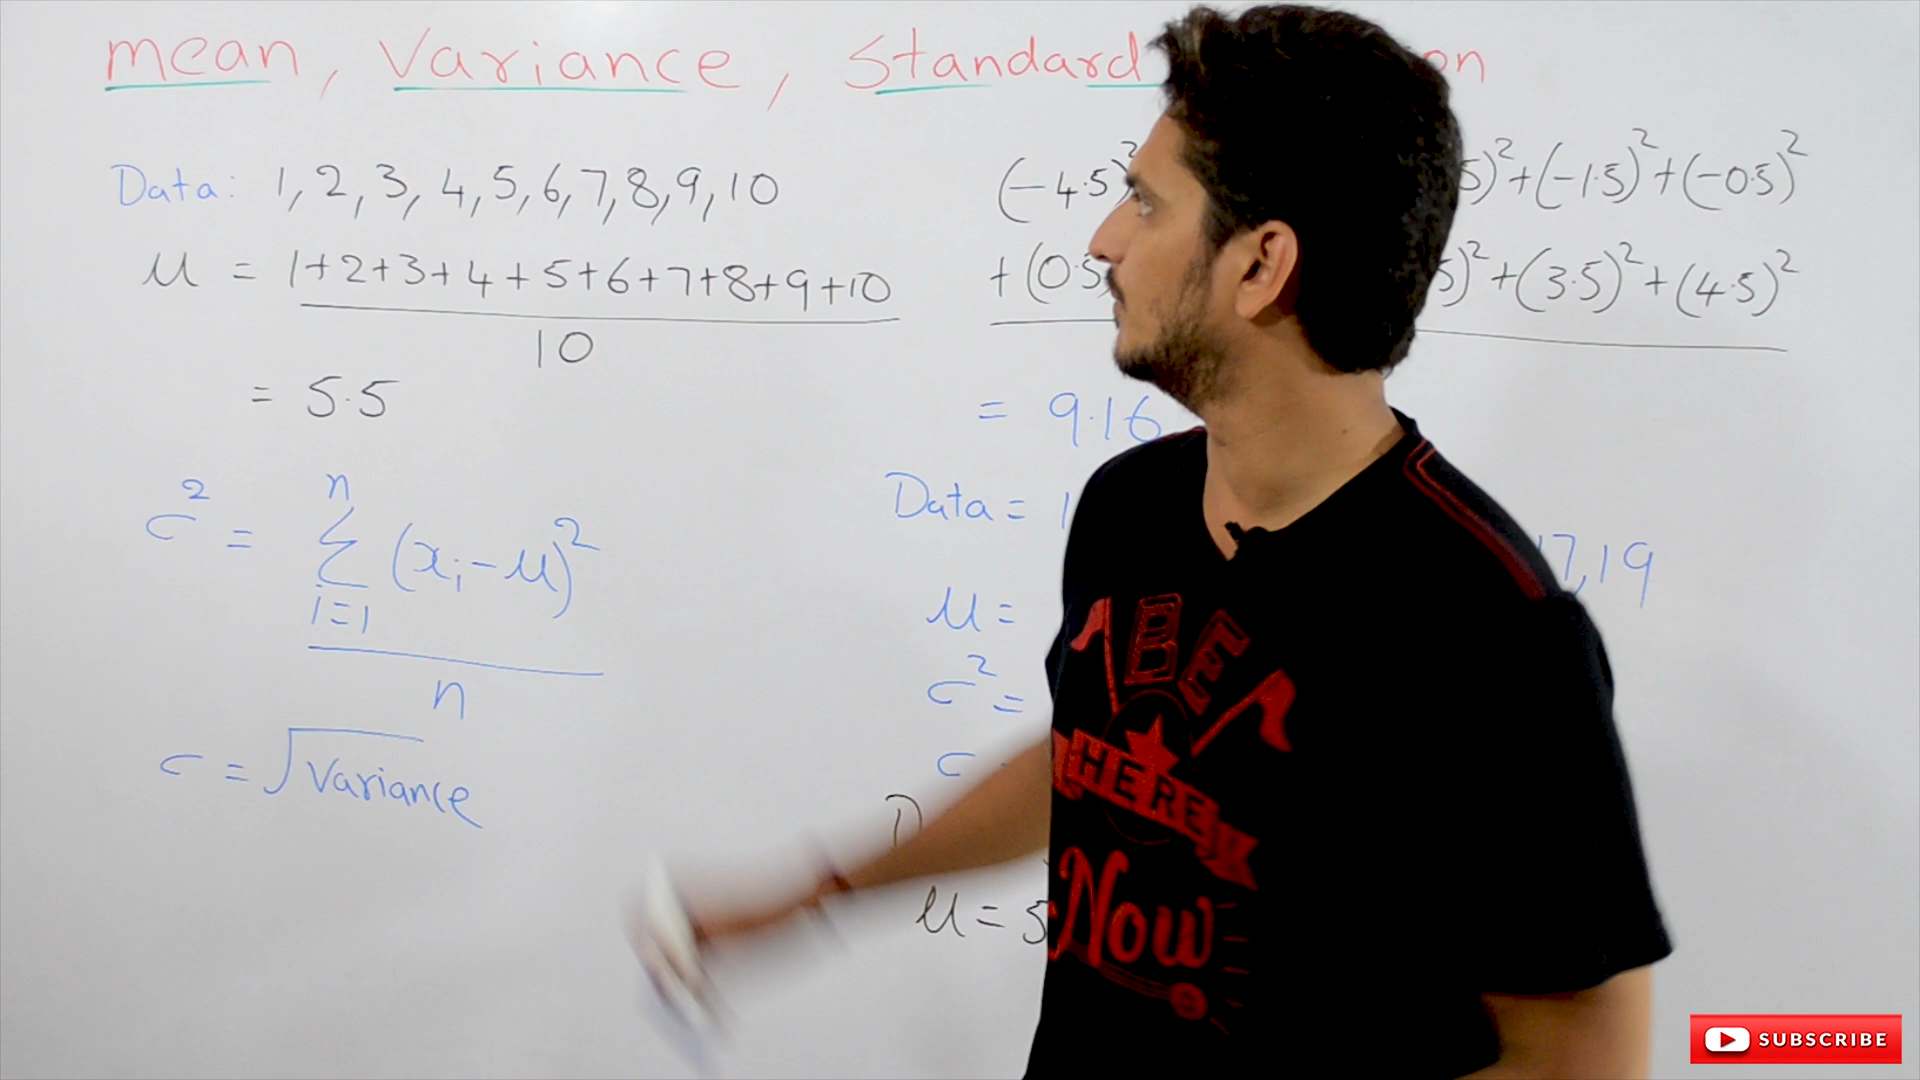 mean, Variance, Standard
Data: 1, 2, 3, 4, 5, 6, 7, 8, 9, 10
μ = 1+2+3+4+5+6+7+8+9+10
10
= 5.5
σ² = n
Σ (xᵢ-μ)²
i=1
n
σ = √Variance
(-4.5)² 5)²+(-1.5)²+(-0.5)²
+(0.5 5)²+(3.5)²+(4.5)²
= 9.16
Data = 1 17,19
μ =
σ² =
σ
D
μ = 5
BE
HERE
Now
SUBSCRIBE